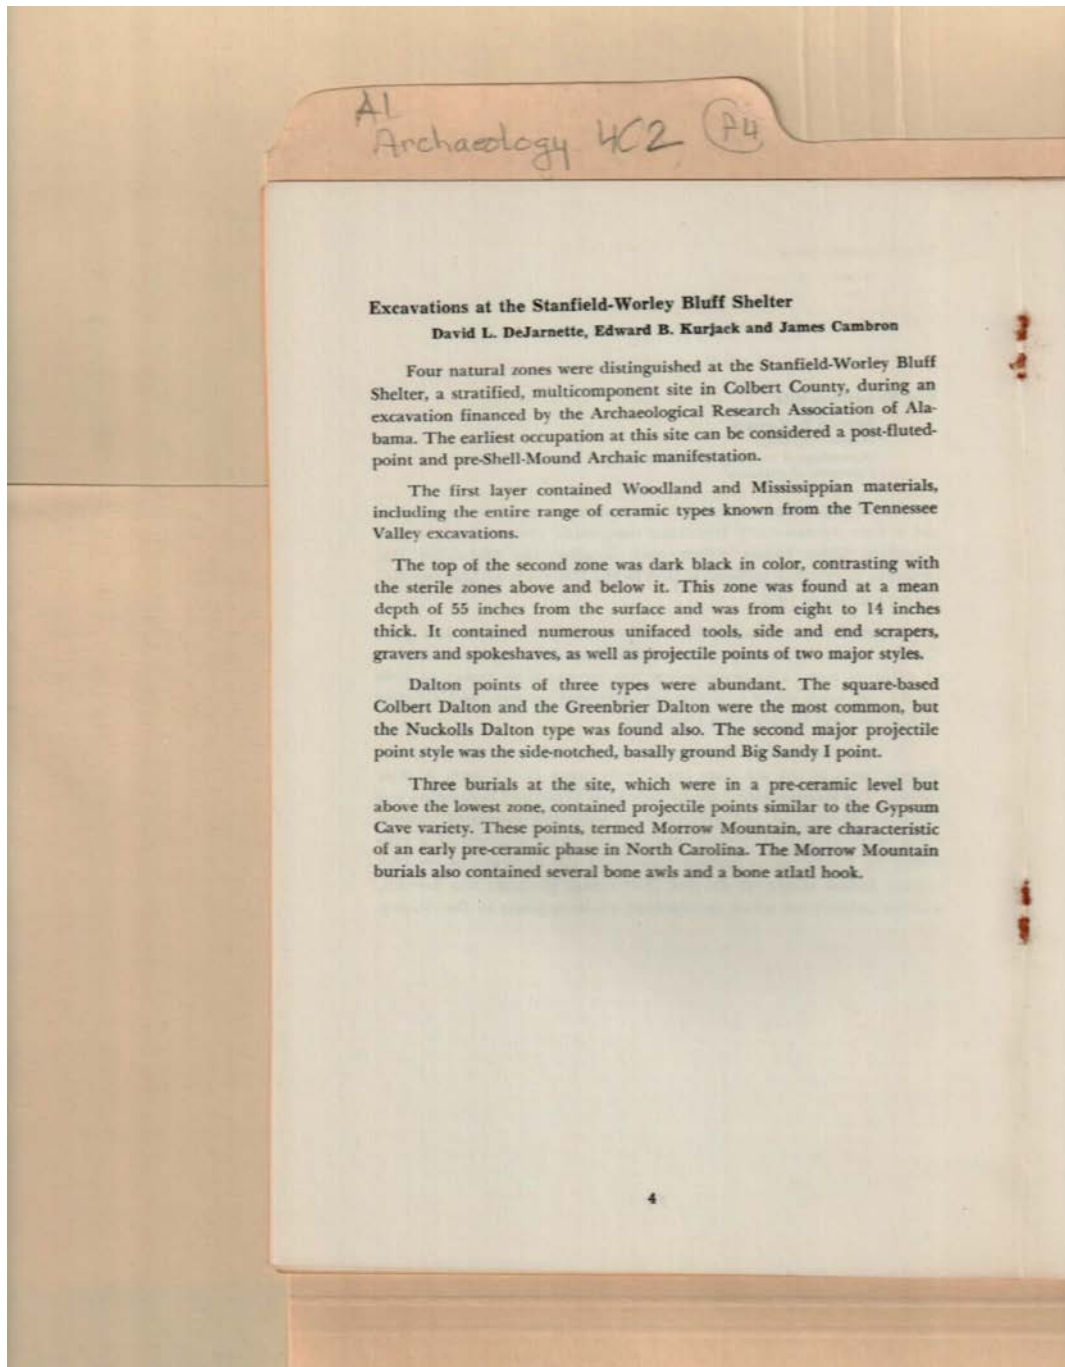 Al
Archaeology 4C2 P4
Excavations at the Stanfield-Worley Bluff Shelter
David L. DeJarnette, Edward B. Kurjack and James Cambron
Four natural zones were distinguished at the Stanfield-Worley Bluff
Shelter, a stratified, multicomponent site in Colbert County, during an
excavation financed by the Archaeological Research Association of Ala-
bama. The earliest occupation at this site can be considered a post-fluted-
point and pre-Shell-Mound Archaic manifestation.
The first layer contained Woodland and Mississippian materials,
including the entire range of ceramic types known from the Tennessee
Valley excavations.
The top of the second zone was dark black in color, contrasting with
the sterile zones above and below it. This zone was found at a mean
depth of 55 inches from the surface and was from eight to 14 inches
thick. It contained numerous unifaced tools, side and end scrapers,
gravers and spokeshaves, as well as projectile points of two major styles.
Dalton points of three types were abundant. The square-based
Colbert Dalton and the Greenbrier Dalton were the most common, but
the Nuckolls Dalton type was found also. The second major projectile
point style was the side-notched, basally ground Big Sandy I point.
Three burials at the site, which were in a pre-ceramic level but
above the lowest zone, contained projectile points similar to the Gypsum
Cave variety. These points, termed Morrow Mountain, are characteristic
of an early pre-ceramic phase in North Carolina. The Morrow Mountain
burials also contained several bone awls and a bone atlatl hook.
4